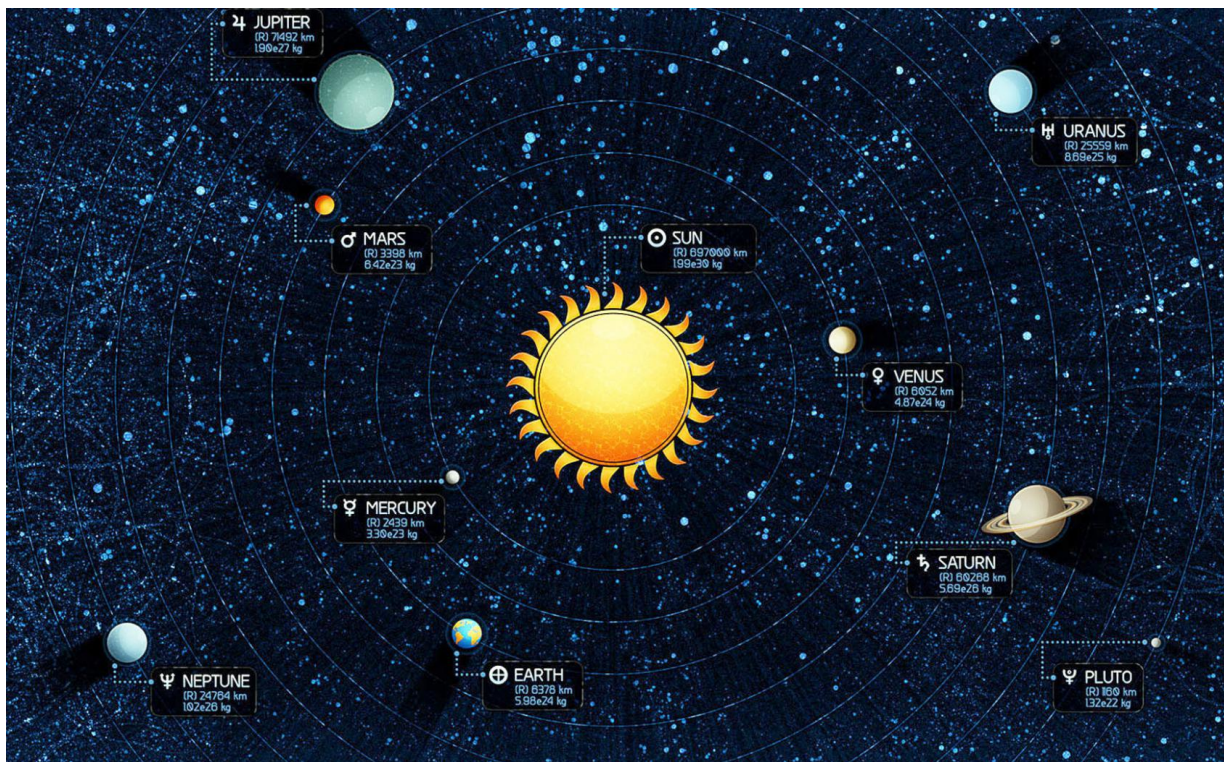 JUPITER
(R) 71492 km
1.90e27 kg
URANUS
(R) 25559 km
8.69e25 kg
MARS
(R) 3398 km
6.42e23 kg
SUN
(R) 697000 km
1.99e30 kg
VENUS
(R) 6052 km
4.87e24 kg
MERCURY
(R) 2439 km
3.30e23 kg
SATURN
(R) 60268 km
5.69e26 kg
NEPTUNE
(R) 24764 km
1.02e26 kg
EARTH
(R) 6378 km
5.98e24 kg
PLUTO
(R) 1160 km
1.32e22 kg